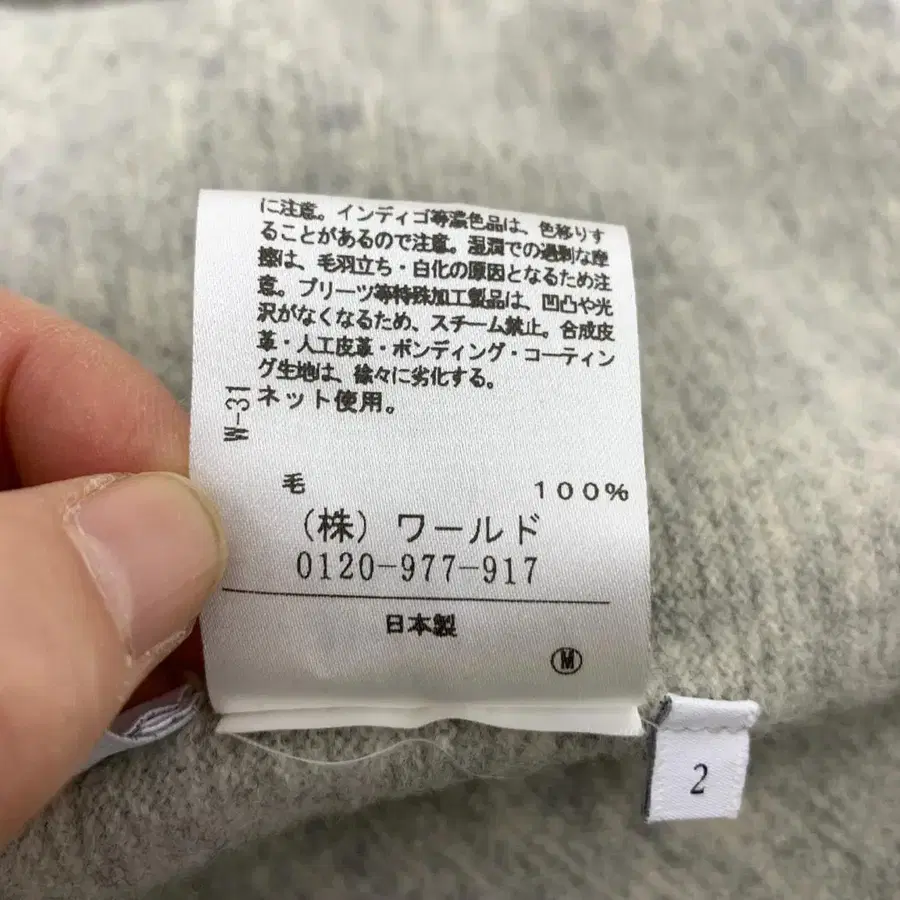 に注意。インディゴ等濃色品は、色移りす
ることがあるので注意。湿潤での過剰な摩
擦は、毛羽立ち・白化の原因となるため注
意。プリーツ等特殊加工製品は、凹凸や光
沢がなくなるため、スチーム禁止。合成皮
革・人工皮革・ボンディング・コーティン
グ生地は、徐々に劣化する。
ネット使用。
W-31
毛 100%
(株)ワールド
0120-977-917
日本製
Ⓜ
2